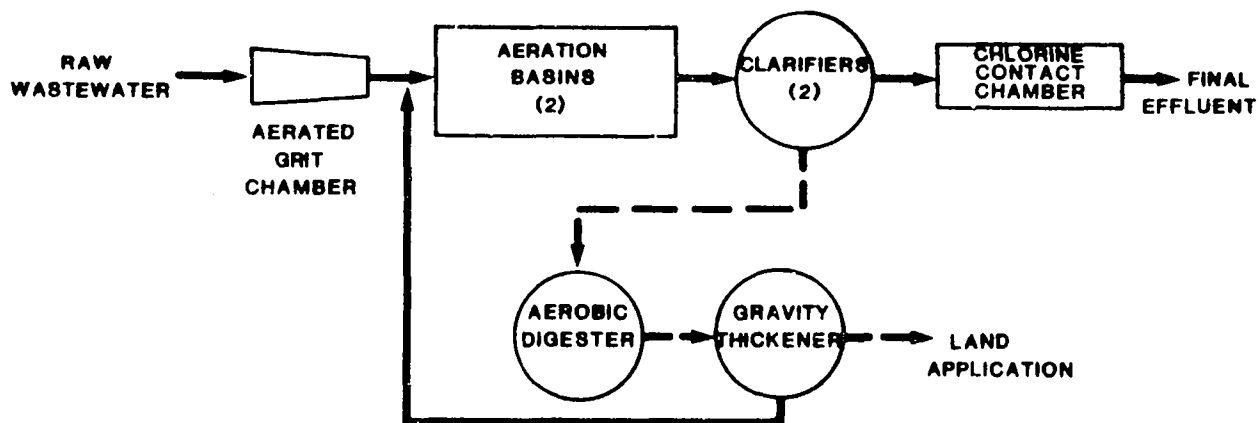 RAW
WASTEWATER
AERATED
GRIT
CHAMBER
AERATION
BASINS
(2)
CLARIFIERS
(2)
CHLORINE
CONTACT
CHAMBER
FINAL
EFFLUENT
AEROBIC
DIGESTER
GRAVITY
THICKENER
LAND
APPLICATION